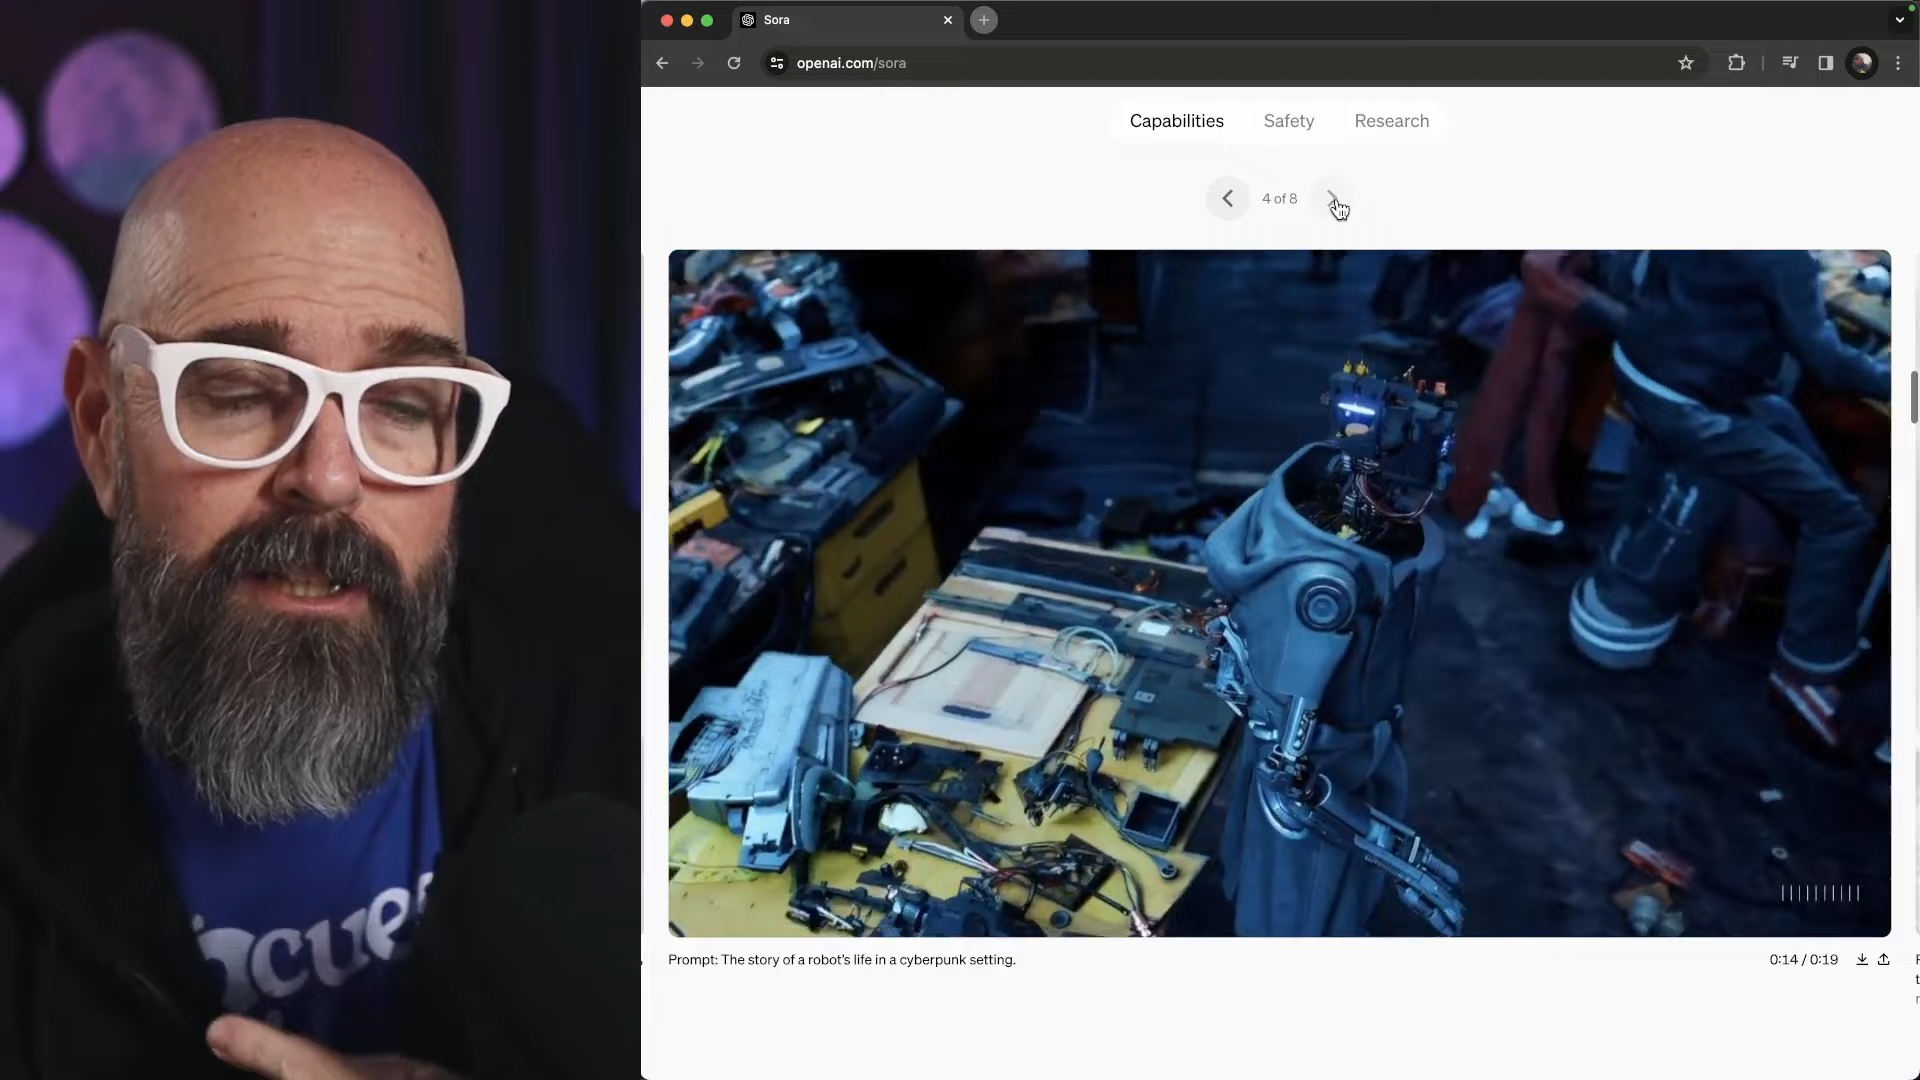 Sora
openai.com/sora
Capabilities
Safety
Research
4 of 8
Prompt: The story of a robot's life in a cyberpunk setting.
0:14 / 0:19